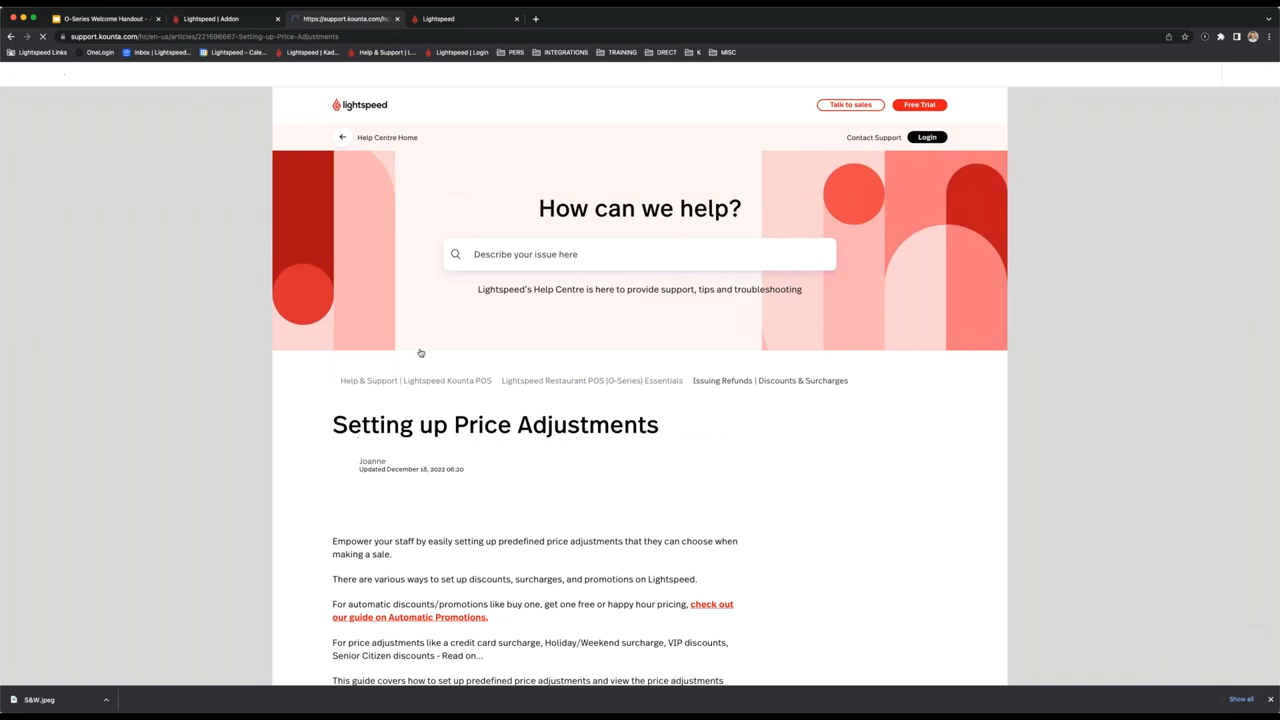 O-Series Welcome Handout - 
Lightspeed | Addon
https://support.kounta.com/hc
Lightspeed
support.kounta.com/hc/en-us/articles/221696667-Setting-up-Price-Adjustments
Lightspeed Links
OneLogin
Inbox | Lightspeed...
Lightspeed – Cale...
Lightspeed | Kad...
Help & Support | L...
Lightspeed | Login
PERS
INTEGRATIONS
TRAINING
DRECT
K
MISC
lightspeed
Talk to sales
Free Trial
Help Centre Home
Contact Support
Login
How can we help?
Describe your issue here
Lightspeed's Help Centre is here to provide support, tips and troubleshooting
Help & Support | Lightspeed Kounta POS
Lightspeed Restaurant POS (O-Series) Essentials
Issuing Refunds | Discounts & Surcharges
Setting up Price Adjustments
Joanne
Updated December 18, 2022 06:20
Empower your staff by easily setting up predefined price adjustments that they can choose when
making a sale.
There are various ways to set up discounts, surcharges, and promotions on Lightspeed.
For automatic discounts/promotions like buy one, get one free or happy hour pricing, check out
our guide on Automatic Promotions.
For price adjustments like a credit card surcharge, Holiday/Weekend surcharge, VIP discounts,
Senior Citizen discounts - Read on...
This guide covers how to set up predefined price adjustments and view the price adjustments
S&W.jpeg
Show all